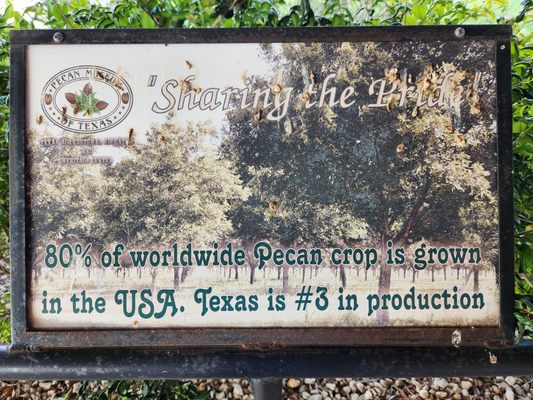 PECAN
OF TEXAS
"Sharing the Pride"
80% of worldwide Pecan crop is grown
in the USA. Texas is #3 in production